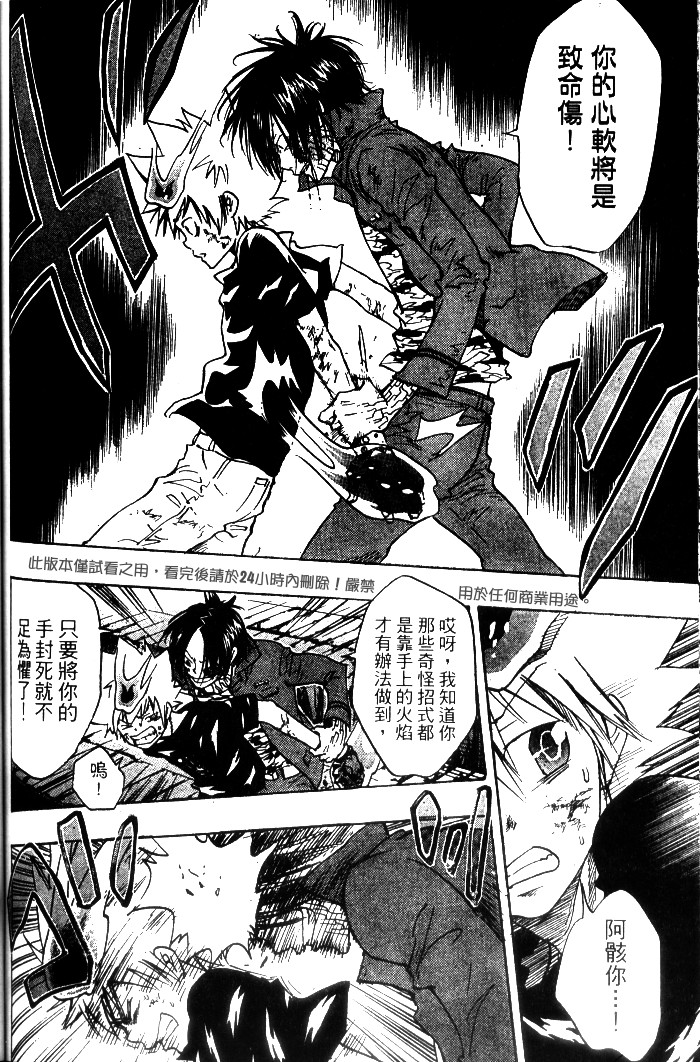 你的心軟將是
致命傷！
此版本僅試看之用，看完後請於24小時內刪除！嚴禁
用於任何商業用途。
哎呀，我知道你
那些奇怪招式都
是靠手上的火焰
才有辦法做到，
只要將你的
手封死就不
足為懼了！
嗚！
阿骸你…！